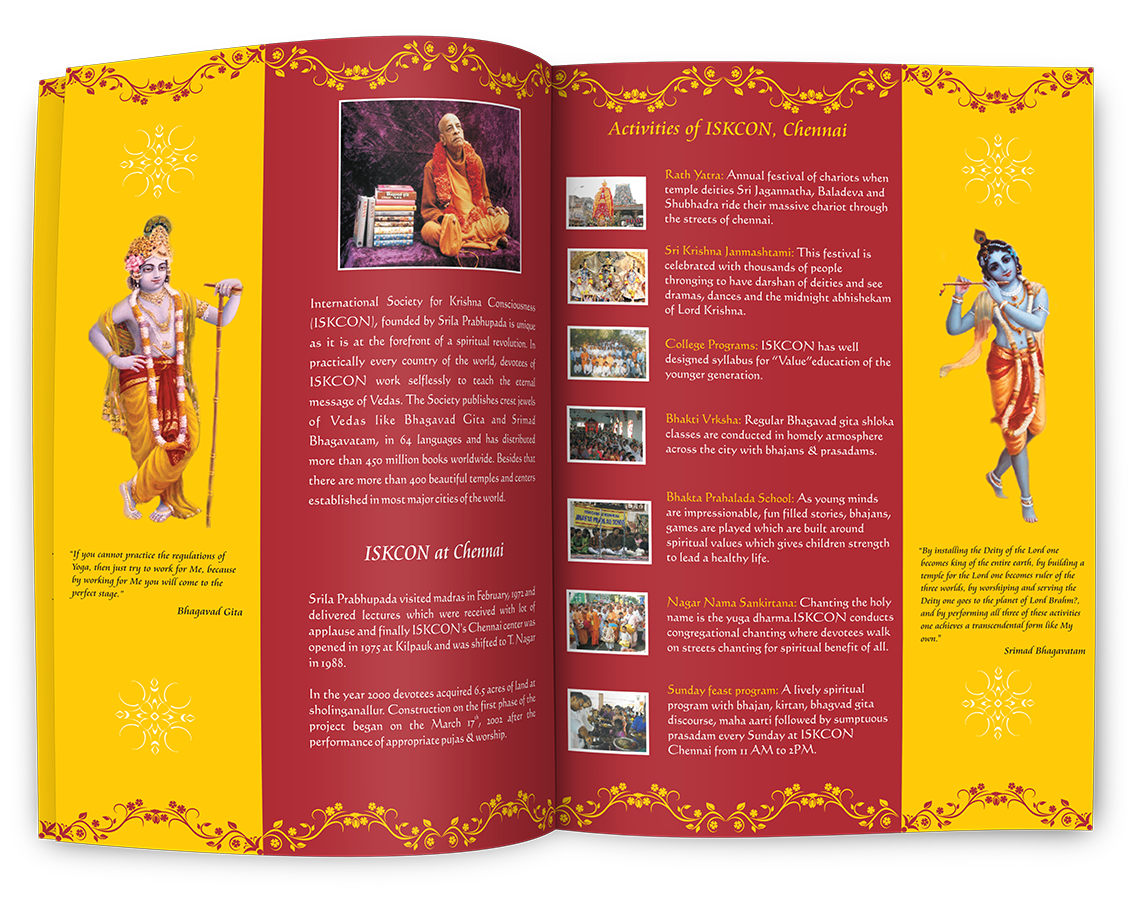 International Society for Krishna Consciousness
(ISKCON), founded by Srila Prabhupada is unique
as it is at the forefront of a spiritual revolution. In
practically every country of the world, devotees of
ISKCON work selflessly to teach the eternal
message of Vedas. The Society publishes crest jewels
of Vedas like Bhagavad Gita and Srimad
Bhagavatam, in 64 languages and has distributed
more than 450 million books worldwide. Besides that
there are more than 400 beautiful temples and centers
established in most major cities of the world.
ISKCON at Chennai
Srila Prabhupada visited madras in February, 1972 and
delivered lectures which were received with lot of
applause and finally ISKCON's Chennai center was
opened in 1975 at Kilpauk and was shifted to T. Nagar
in 1988.
In the year 2000 devotees acquired 6.5 acres of land at
sholinganallur. Construction on the first phase of the
project began on the March 17th, 2002 after the
performance of appropriate pujas & worship.
"If you cannot practice the regulations of
Yoga, then just try to work for Me, because
by working for Me you will come to the
perfect stage."
Bhagavad Gita
Activities of ISKCON, Chennai
Rath Yatra: Annual festival of chariots when
temple deities Sri Jagannatha, Baladeva and
Shubhadra ride their massive chariot through
the streets of chennai.
Sri Krishna Janmashtami: This festival is
celebrated with thousands of people
thronging to have darshan of deities and see
dramas, dances and the midnight abhishekam
of Lord Krishna.
College Programs: ISKCON has well
designed syllabus for "Value"education of the
younger generation.
Bhakti Vrksha: Regular Bhagavad gita shloka
classes are conducted in homely atmosphere
across the city with bhajans & prasadams.
Bhakta Prahalada School: As young minds
are impressionable, fun filled stories, bhajans,
games are played which are built around
spiritual values which gives children strength
to lead a healthy life.
BHAKTA PRAHLAD SCHOOL
Nagar Nama Sankirtana: Chanting the holy
name is the yuga dharma.ISKCON conducts
congregational chanting where devotees walk
on streets chanting for spiritual benefit of all.
Sunday feast program: A lively spiritual
program with bhajan, kirtan, bhagvad gita
discourse, maha aarti followed by sumptuous
prasadam every Sunday at ISKCON
Chennai from 11 AM to 2PM.
"By installing the Deity of the Lord one
becomes king of the entire earth, by building a
temple for the Lord one becomes ruler of the
three worlds, by worshiping and serving the
Deity one goes to the planet of Lord Brahm?,
and by performing all three of these activities
one achieves a transcendental form like My
own."
Srimad Bhagavatam